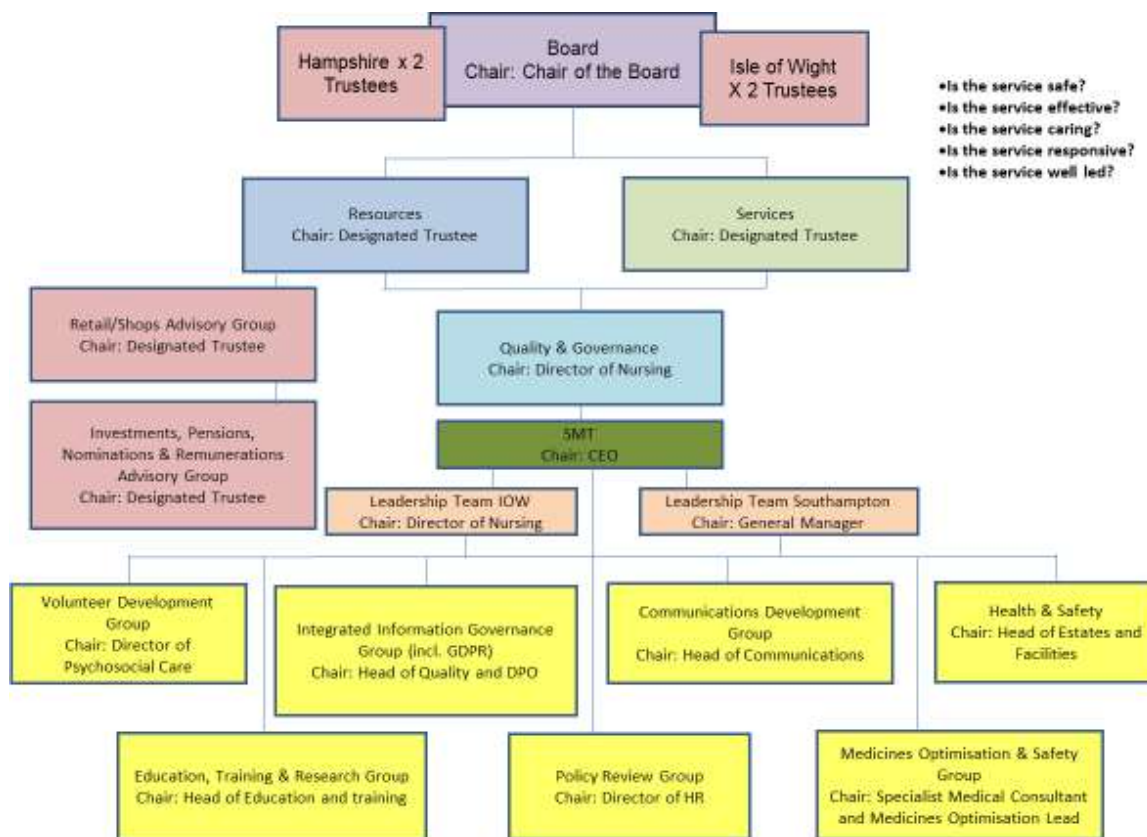 Hampshire x 2
Trustees
Board
Chair: Chair of the Board
Isle of Wight
X 2 Trustees
•Is the service safe?
•Is the service effective?
•Is the service caring?
•Is the service responsive?
•Is the service well led?
Resources
Chair: Designated Trustee
Services
Chair: Designated Trustee
Retail/Shops Advisory Group
Chair: Designated Trustee
Quality & Governance
Chair: Director of Nursing
Investments, Pensions,
Nominations & Remunerations
Advisory Group
Chair: Designated Trustee
SMT
Chair: CEO
Leadership Team IOW
Chair: Director of Nursing
Leadership Team Southampton
Chair: General Manager
Volunteer Development
Group
Chair: Director of
Psychosocial Care
Integrated Information Governance
Group (incl. GDPR)
Chair: Head of Quality and DPO
Communications Development
Group
Chair: Head of Communications
Health & Safety
Chair: Head of Estates and
Facilities
Education, Training & Research Group
Chair: Head of Education and training
Policy Review Group
Chair: Director of HR
Medicines Optimisation & Safety
Group
Chair: Specialist Medical Consultant
and Medicines Optimisation Lead